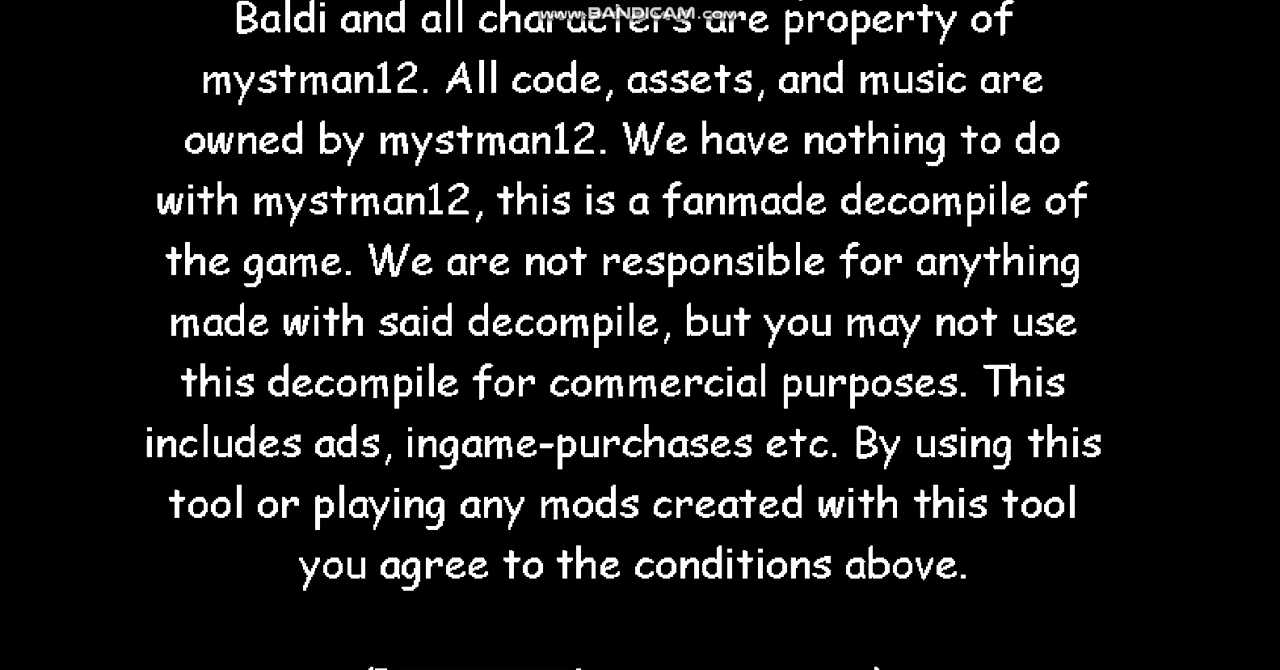 www.BANDICAM.com
Baldi and all characters are property of
mystman12. All code, assets, and music are
owned by mystman12. We have nothing to do
with mystman12, this is a fanmade decompile of
the game. We are not responsible for anything
made with said decompile, but you may not use
this decompile for commercial purposes. This
includes ads, ingame-purchases etc. By using this
tool or playing any mods created with this tool
you agree to the conditions above.